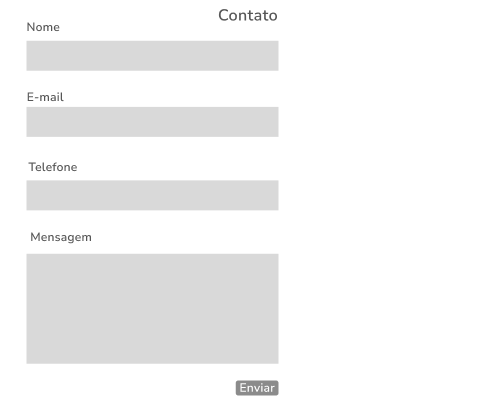 Contato
Nome
E-mail
Telefone
Mensagem
Enviar